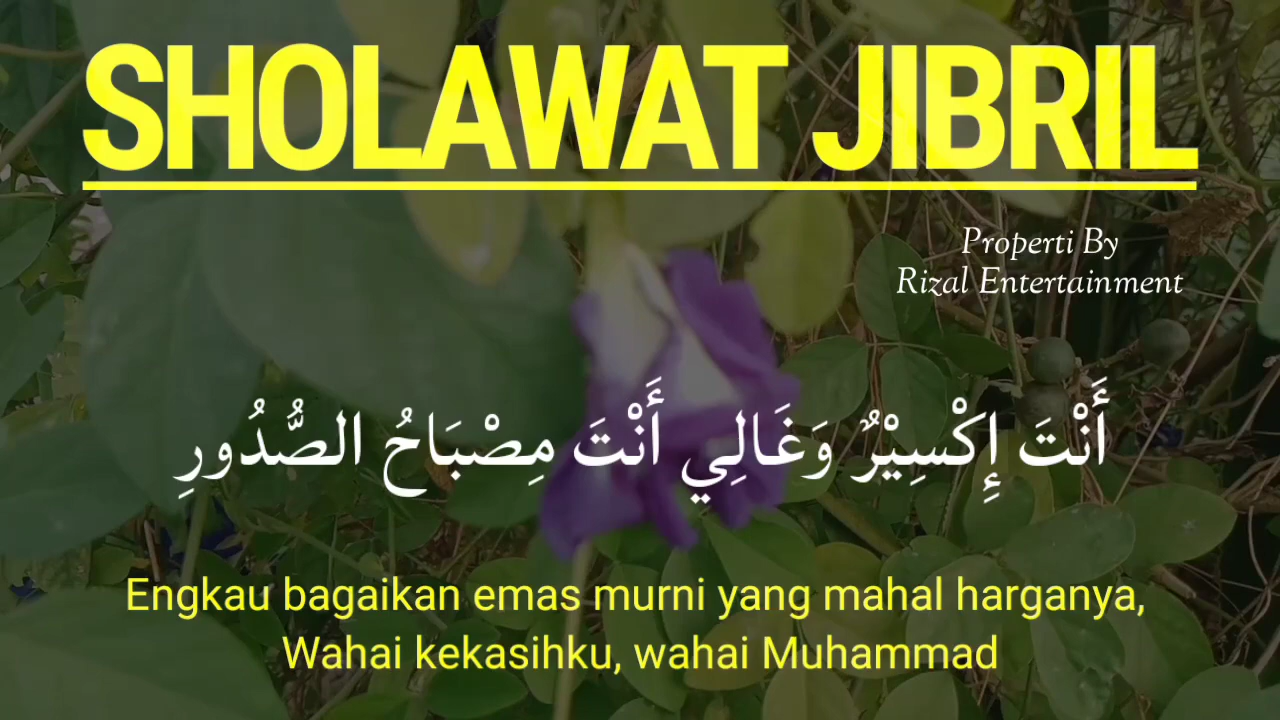 SHOLAWAT JIBRIL
Properti By
Rizal Entertainment
أَنْتَ إِكْسِيْرٌ وَغَالِي أَنْتَ مِصْبَاحُ الصُّدُورِ
Engkau bagaikan emas murni yang mahal harganya,
Wahai kekasihku, wahai Muhammad